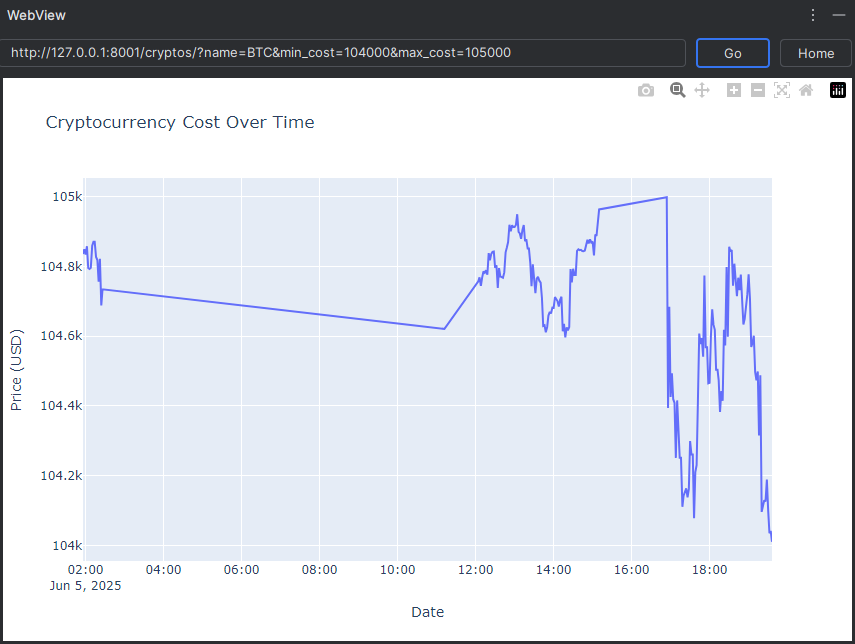 WebView
http://127.0.0.1:8001/cryptos/?name=BTC&min_cost=104000&max_cost=105000 Go Home
Cryptocurrency Cost Over Time
105k
104.8k
104.6k
104.4k
104.2k
104k
Price (USD)
02:00 04:00 06:00 08:00 10:00 12:00 14:00 16:00 18:00
Jun 5, 2025
Date